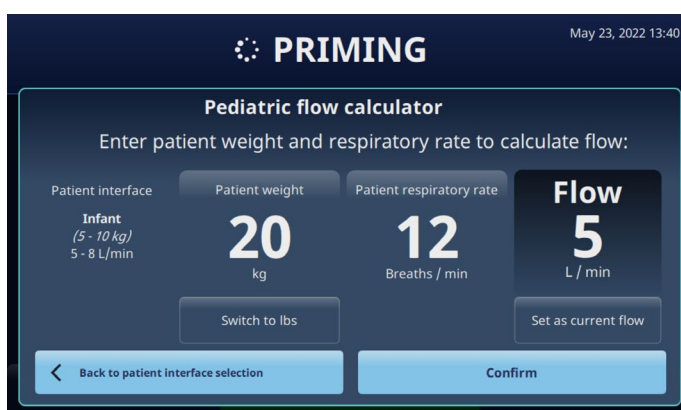 PRIMING
May 23, 2022 13:40
Pediatric flow calculator
Enter patient weight and respiratory rate to calculate flow:
Patient interface
Infant
(5 - 10 kg)
5 - 8 L/min
Patient weight
20
kg
Switch to lbs
Patient respiratory rate
12
Breaths / min
Flow
5
L / min
Set as current flow
Back to patient interface selection
Confirm